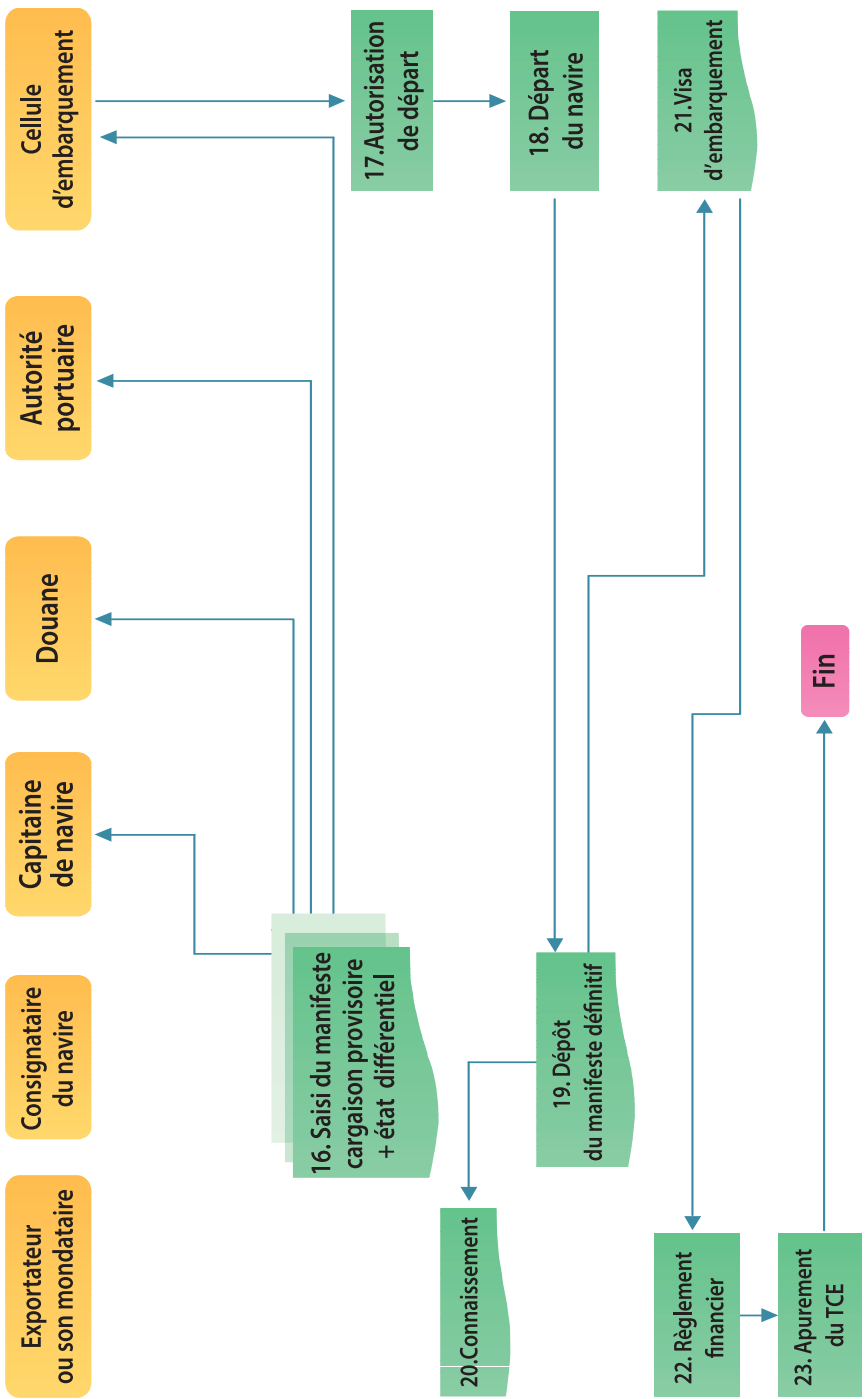 Exportateur
ou son mondataire
Consignataire
du navire
Capitaine
de navire
Douane
Autorité
portuaire
Cellule
d'embarquement
16. Saisi du manifeste
cargaison provisoire
+ état différentiel
17.Autorisation
de départ
18. Départ
du navire
19. Dépôt
du manifeste définitif
20.Connaissement
21.Visa
d'embarquement
22. Règlement
financier
23. Apurement
du TCE
Fin